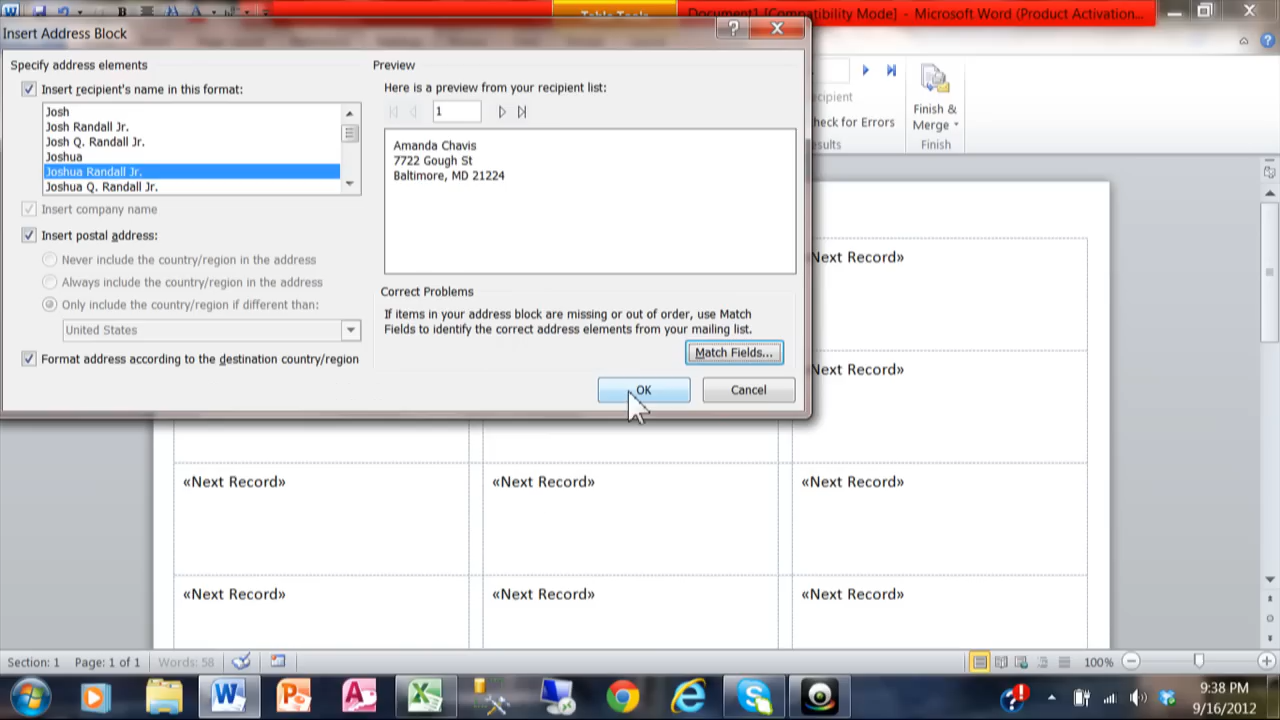 Table Tools
Document1 [Compatibility Mode] - Microsoft Word (Product Activation...
Insert Address Block
Specify address elements
Insert recipient's name in this format:
Josh
Josh Randall Jr.
Josh Q. Randall Jr.
Joshua
Joshua Randall Jr.
Joshua Q. Randall Jr.
Insert company name
Insert postal address:
Never include the country/region in the address
Always include the country/region in the address
Only include the country/region if different than:
United States
Format address according to the destination country/region
Preview
Here is a preview from your recipient list:
1
Amanda Chavis
7722 Gough St
Baltimore, MD 21224
Correct Problems
If items in your address block are missing or out of order, use Match
Fields to identify the correct address elements from your mailing list.
Match Fields...
OK
Cancel
cipient
heck for Errors
sults
Finish &
Merge
Finish
Next Record»
Next Record»
«Next Record»
«Next Record»
«Next Record»
«Next Record»
«Next Record»
«Next Record»
Section: 1
Page: 1 of 1
Words: 58
100%
9:38 PM
9/16/2012